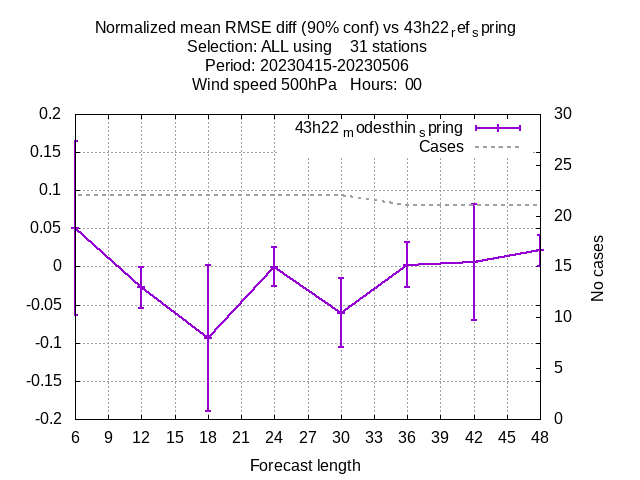 Normalized mean RMSE diff (90% conf) vs 43h22ref spring
Selection: ALL using 31 stations
Period: 20230415-20230506
Wind speed 500hPa Hours: 00
43h22modesthinspring
Cases
0.2
0.15
0.1
0.05
0
-0.05
-0.1
-0.15
-0.2
30
25
20
15
10
5
0
No cases
6 9 12 15 18 21 24 27 30 33 36 39 42 45 48
Forecast length